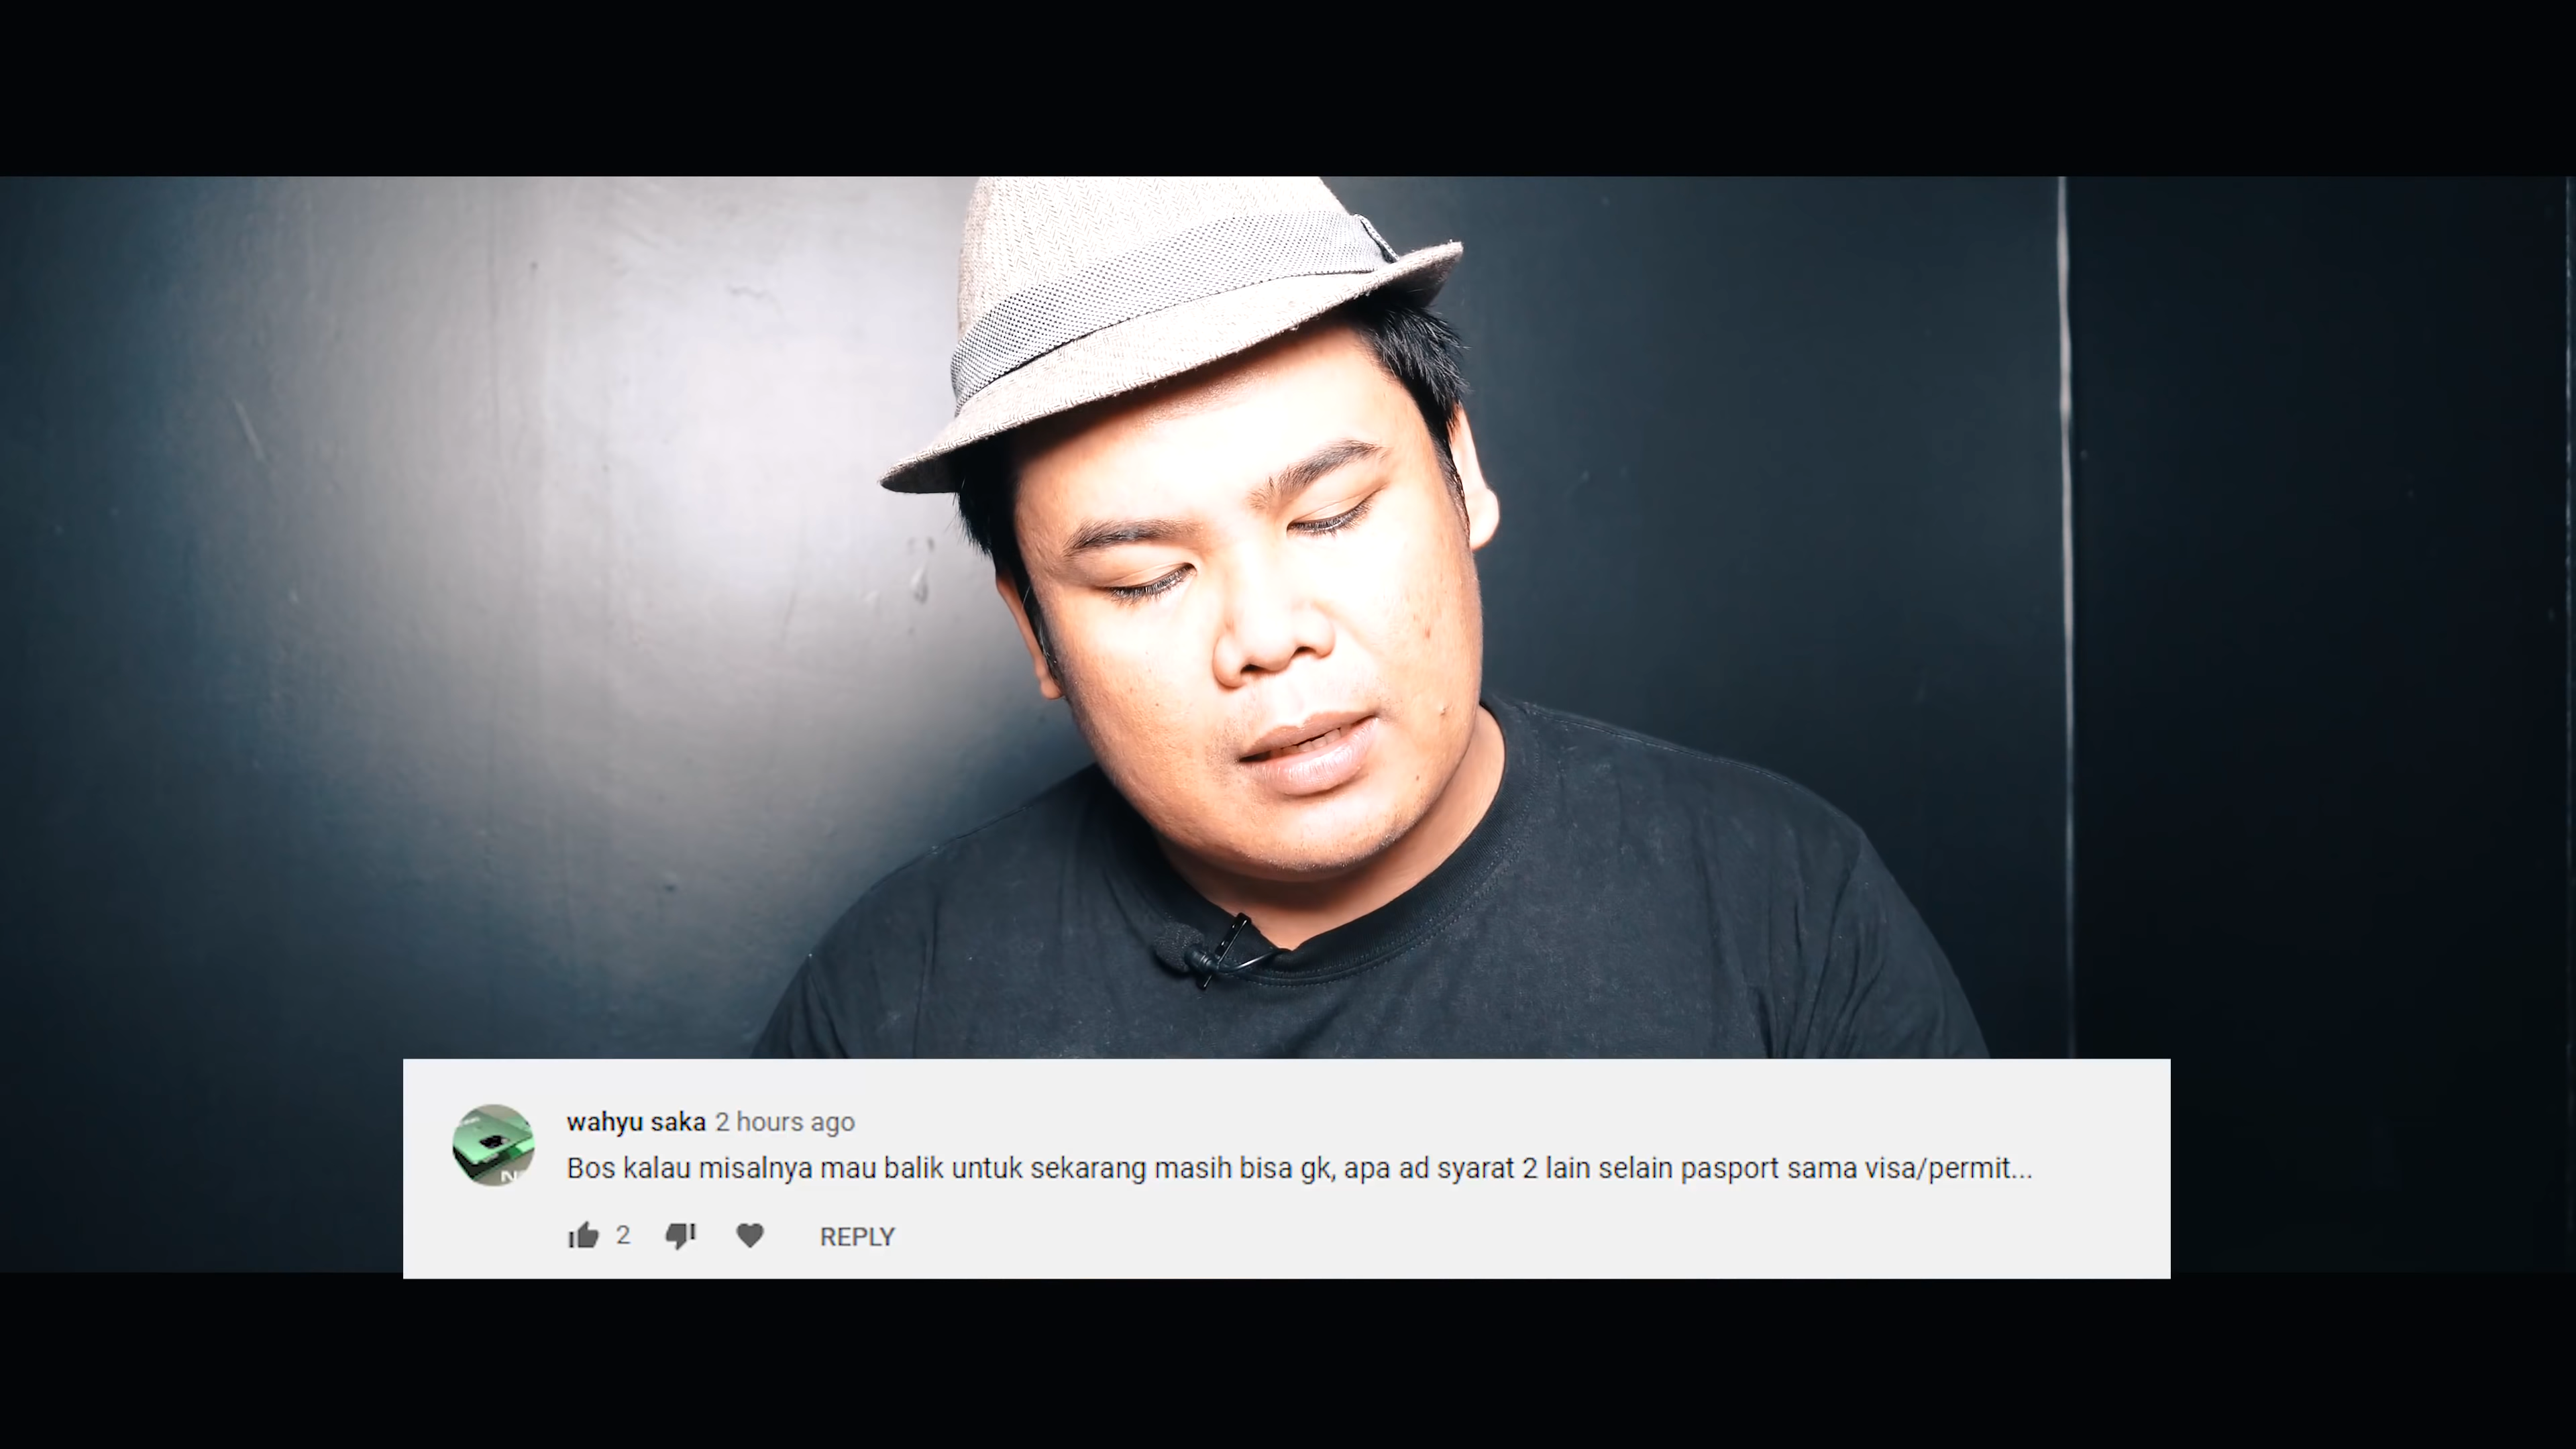 wahyu saka 2 hours ago
Bos kalau misalnya mau balik untuk sekarang masih bisa gk, apa ad syarat 2 lain selain pasport sama visa/permit...
2
REPLY